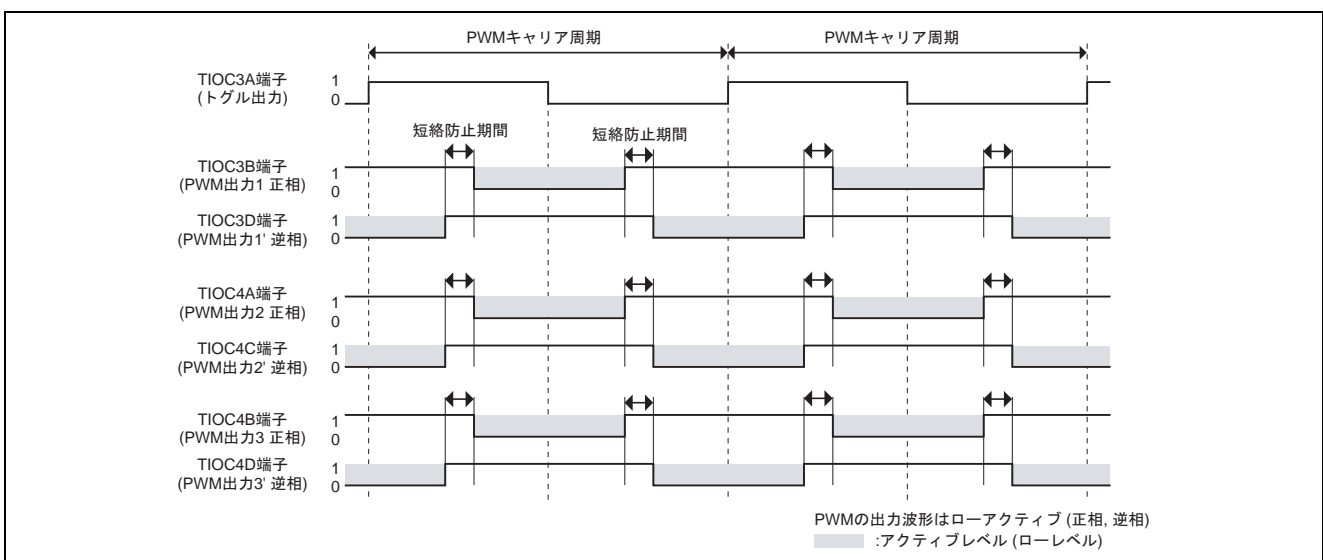 PWMキャリア周期 PWMキャリア周期
TIOC3A端子
(トグル出力)
1
0
短絡防止期間 短絡防止期間
TIOC3B端子
(PWM出力1 正相)
1
0
TIOC3D端子
(PWM出力1' 逆相)
1
0
TIOC4A端子
(PWM出力2 正相)
1
0
TIOC4C端子
(PWM出力2' 逆相)
1
0
TIOC4B端子
(PWM出力3 正相)
1
0
TIOC4D端子
(PWM出力3' 逆相)
1
0
PWMの出力波形はローアクティブ (正相, 逆相)
:アクティブレベル (ローレベル)